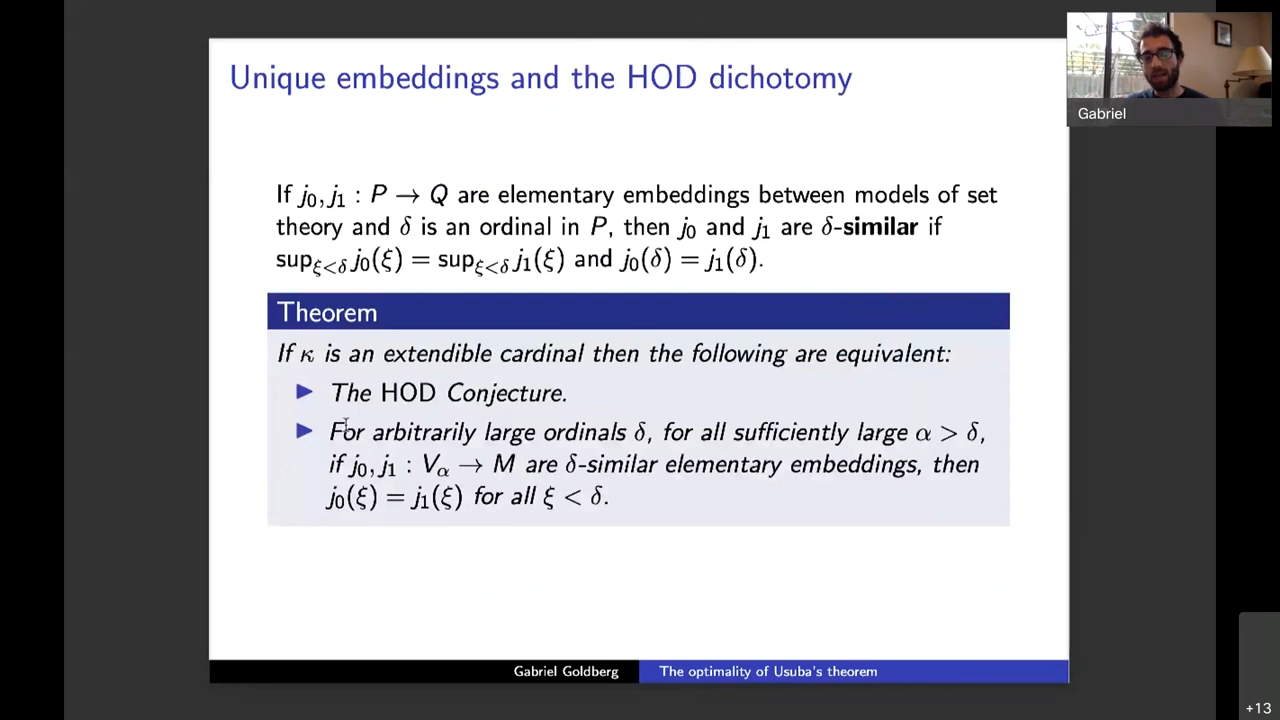 Unique embeddings and the HOD dichotomy
Gabriel
If j₀, j₁ : P → Q are elementary embeddings between models of set
theory and δ is an ordinal in P, then j₀ and j₁ are δ-similar if
sup_{ξ<δ} j₀(ξ) = sup_{ξ<δ} j₁(ξ) and j₀(δ) = j₁(δ).
Theorem
If κ is an extendible cardinal then the following are equivalent:
▶ The HOD Conjecture.
▶ For arbitrarily large ordinals δ, for all sufficiently large α > δ,
if j₀, j₁ : V_α → M are δ-similar elementary embeddings, then
j₀(ξ) = j₁(ξ) for all ξ < δ.
Gabriel Goldberg
The optimality of Usuba's theorem
+13